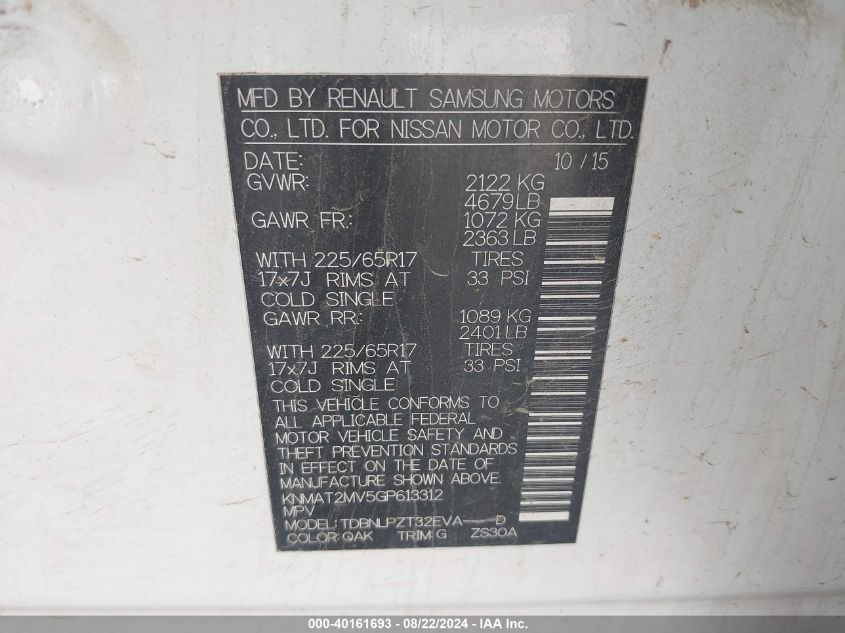 MFD BY RENAULT SAMSUNG MOTORS
CO., LTD. FOR NISSAN MOTOR CO., LTD.
DATE: 10 / 15
GVWR: 2122 KG
4679 LB
GAWR FR.: 1072 KG
2363 LB
WITH 225/65R17 TIRES
17x7J RIMS AT 33 PSI
COLD SINGLE
GAWR RR.: 1089 KG
2401 LB
WITH 225/65R17 TIRES
17x7J RIMS AT 33 PSI
COLD SINGLE
THIS VEHICLE CONFORMS TO
ALL APPLICABLE FEDERAL
MOTOR VEHICLE SAFETY AND
THEFT PREVENTION STANDARDS
IN EFFECT ON THE DATE OF
MANUFACTURE SHOWN ABOVE.
KNMAT2MV5GP613312
MPV
MODEL: TDBNLPZT32EVA-----D
COLOR: QAK TRIM: G ZS30A
000-40161693 - 08/22/2024 - IAA Inc.